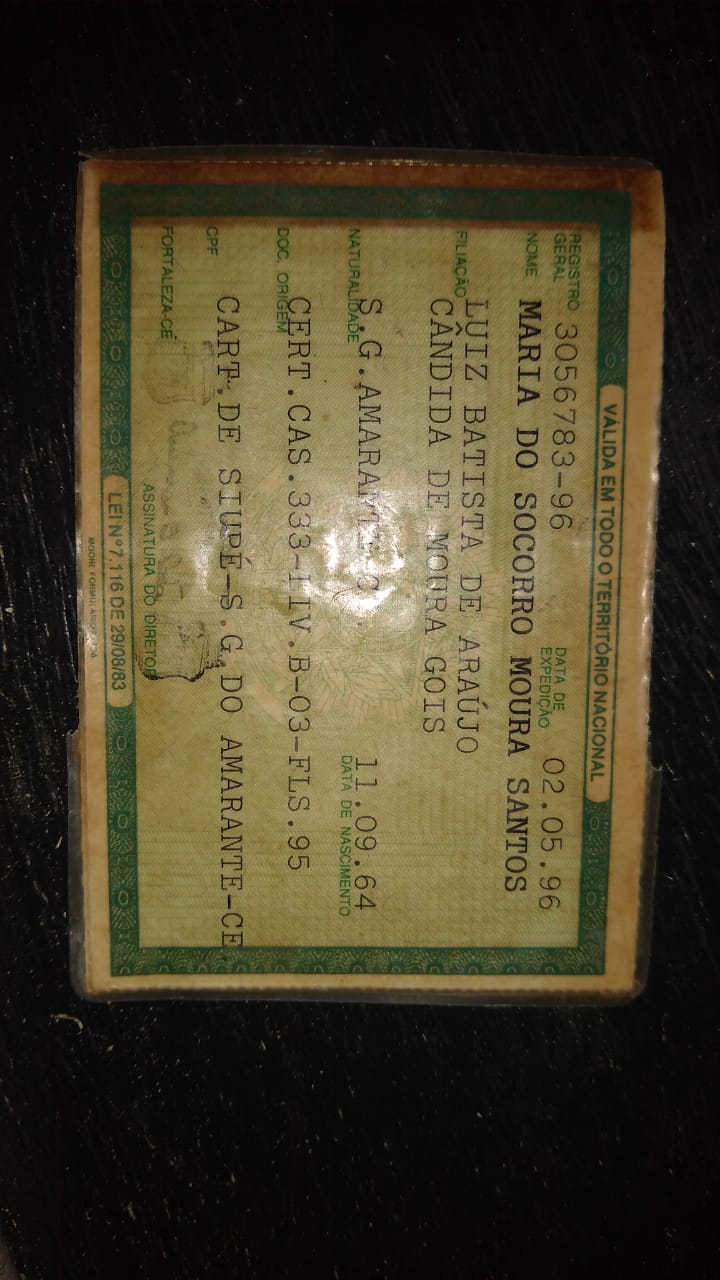 VÁLIDA EM TODO O TERRITÓRIO NACIONAL
REGISTRO GERAL 3056783-96 DATA DE EXPEDIÇÃO 02.05.96
NOME MARIA DO SOCORRO MOURA SANTOS
FILIAÇÃO LUIZ BATISTA DE ARAÚJO
CÂNDIDA DE MOURA GOIS
NATURALIDADE S.G.AMARANTE 11.09.64
DATA DE NASCIMENTO
DOC. ORIGEM CERT.CAS.333-LIV.B-03-FLS.95
CART.DE SIUPÉ-S.G.DO AMARANTE-CE
CPF
FORTALEZA-CE
ASSINATURA DO DIRETOR
LEI Nº 7.116 DE 29/08/83